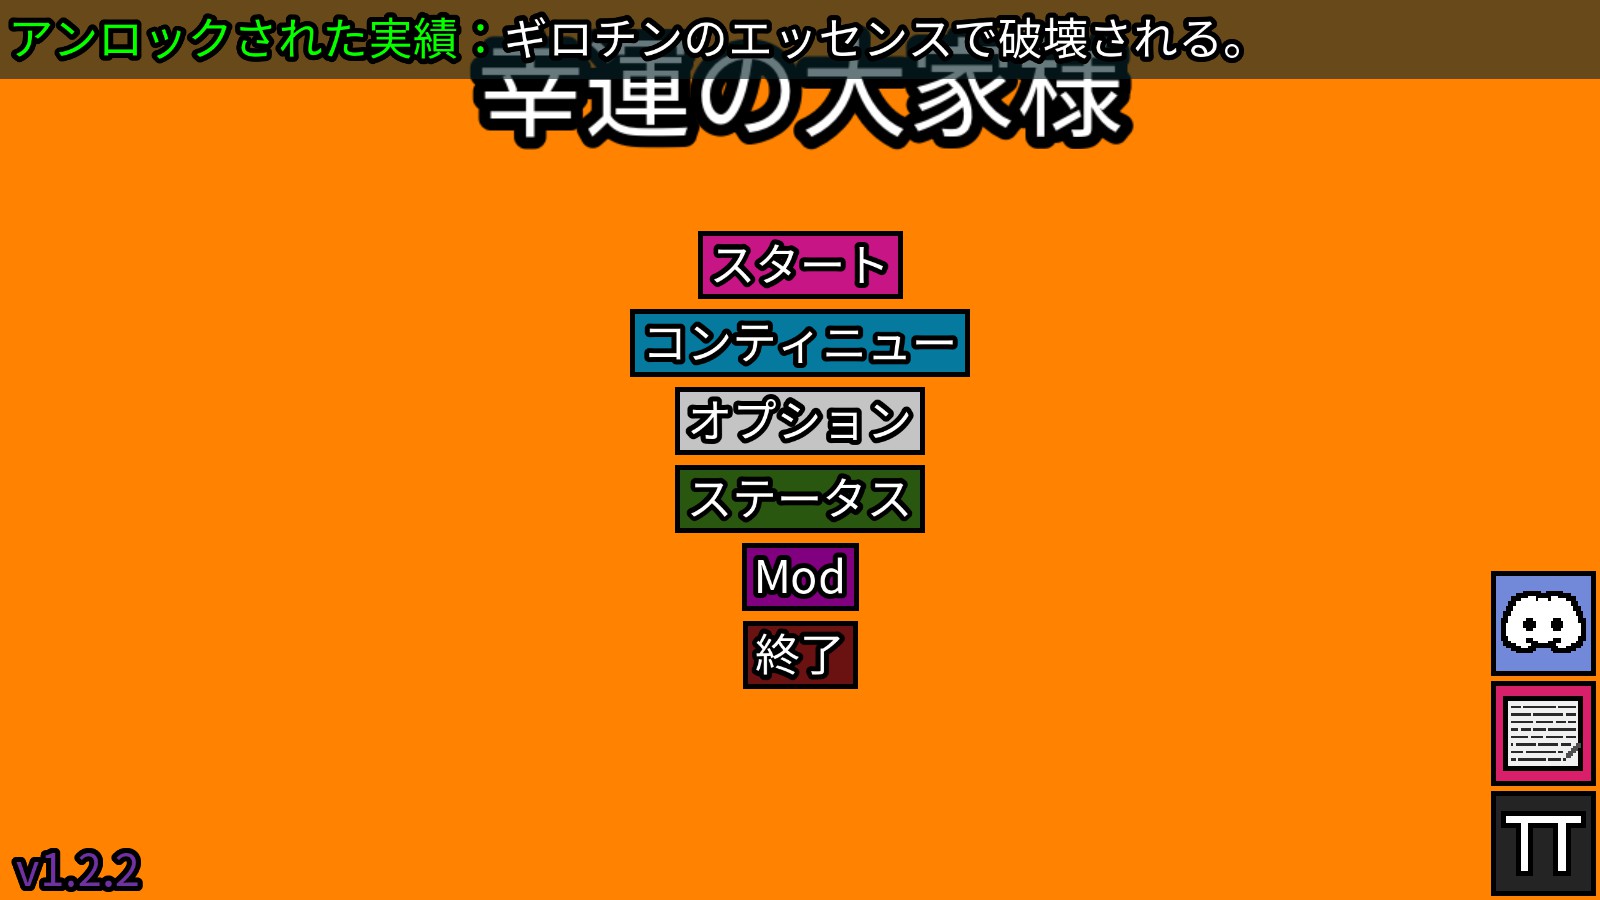 アンロックされた実績：ギロチンのエッセンスで破壊される。
幸運の大家様
スタート
コンティニュー
オプション
ステータス
Mod
終了
v1.2.2